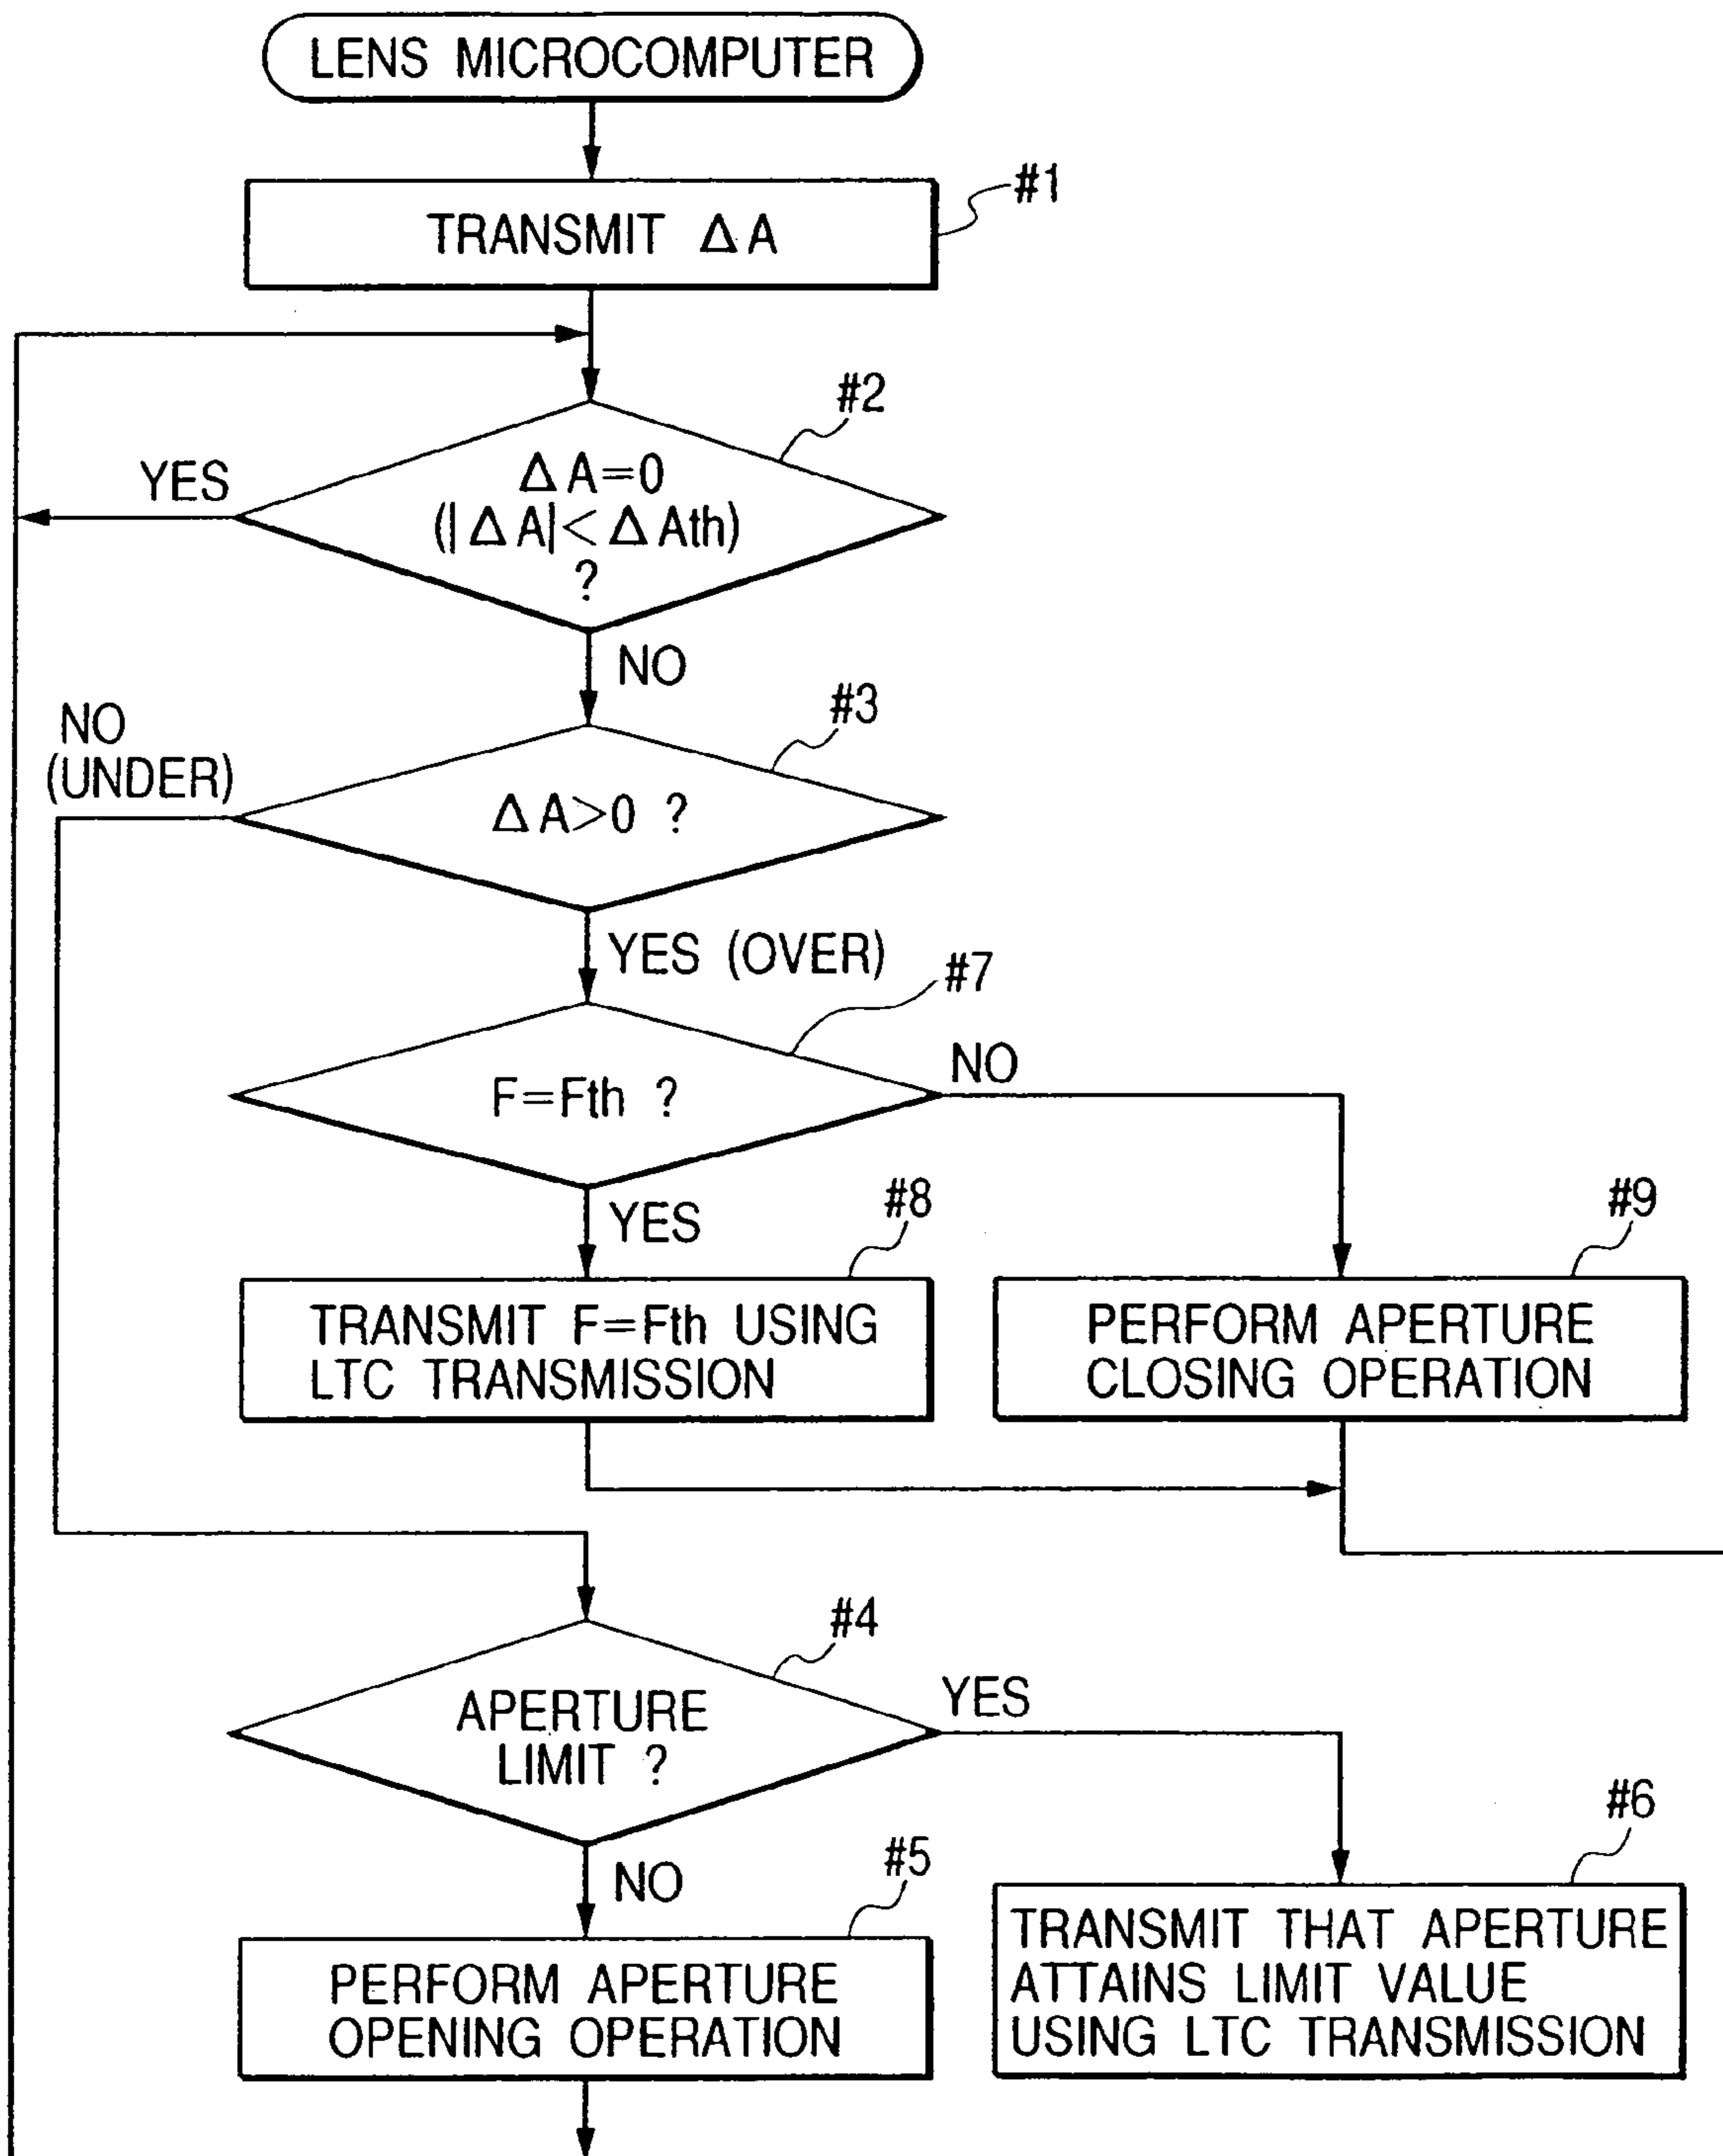 LENS MICROCOMPUTER
#1
TRANSMIT ΔA
#2
YES
ΔA=0
(|ΔA|<ΔAth)
?
NO
#3
NO
(UNDER)
ΔA>0 ?
YES (OVER)
#7
F=Fth ?
NO
YES
#8
#9
TRANSMIT F=Fth USING
LTC TRANSMISSION
PERFORM APERTURE
CLOSING OPERATION
#4
APERTURE
LIMIT ?
YES
NO
#5
#6
PERFORM APERTURE
OPENING OPERATION
TRANSMIT THAT APERTURE
ATTAINS LIMIT VALUE
USING LTC TRANSMISSION